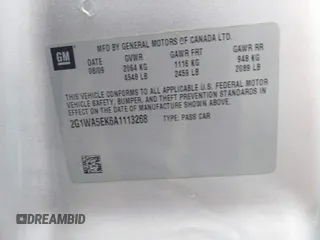 GM
MFD BY GENERAL MOTORS OF CANADA LTD.
DATE GVWR GAWR FRT GAWR RR
08/09 2064 KG 1116 KG 948 KG
4549 LB 2459 LB 2089 LB
THIS VEHICLE CONFORMS TO ALL APPLICABLE U.S. FEDERAL MOTOR
VEHICLE SAFETY, BUMPER, AND THEFT PREVENTION STANDARDS IN
EFFECT ON THE DATE OF MANUFACTURE SHOWN ABOVE.
2G1WA5EK6A1113268 TYPE: PASS CAR
DREAMBID